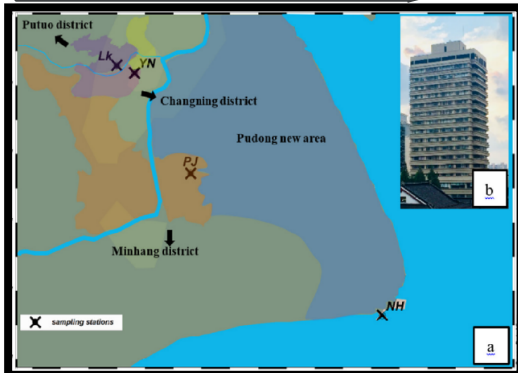 Putuo district
Lk
YN
Changning district
Pudong new area
PJ
Minhang district
NH
sampling stations
a
b